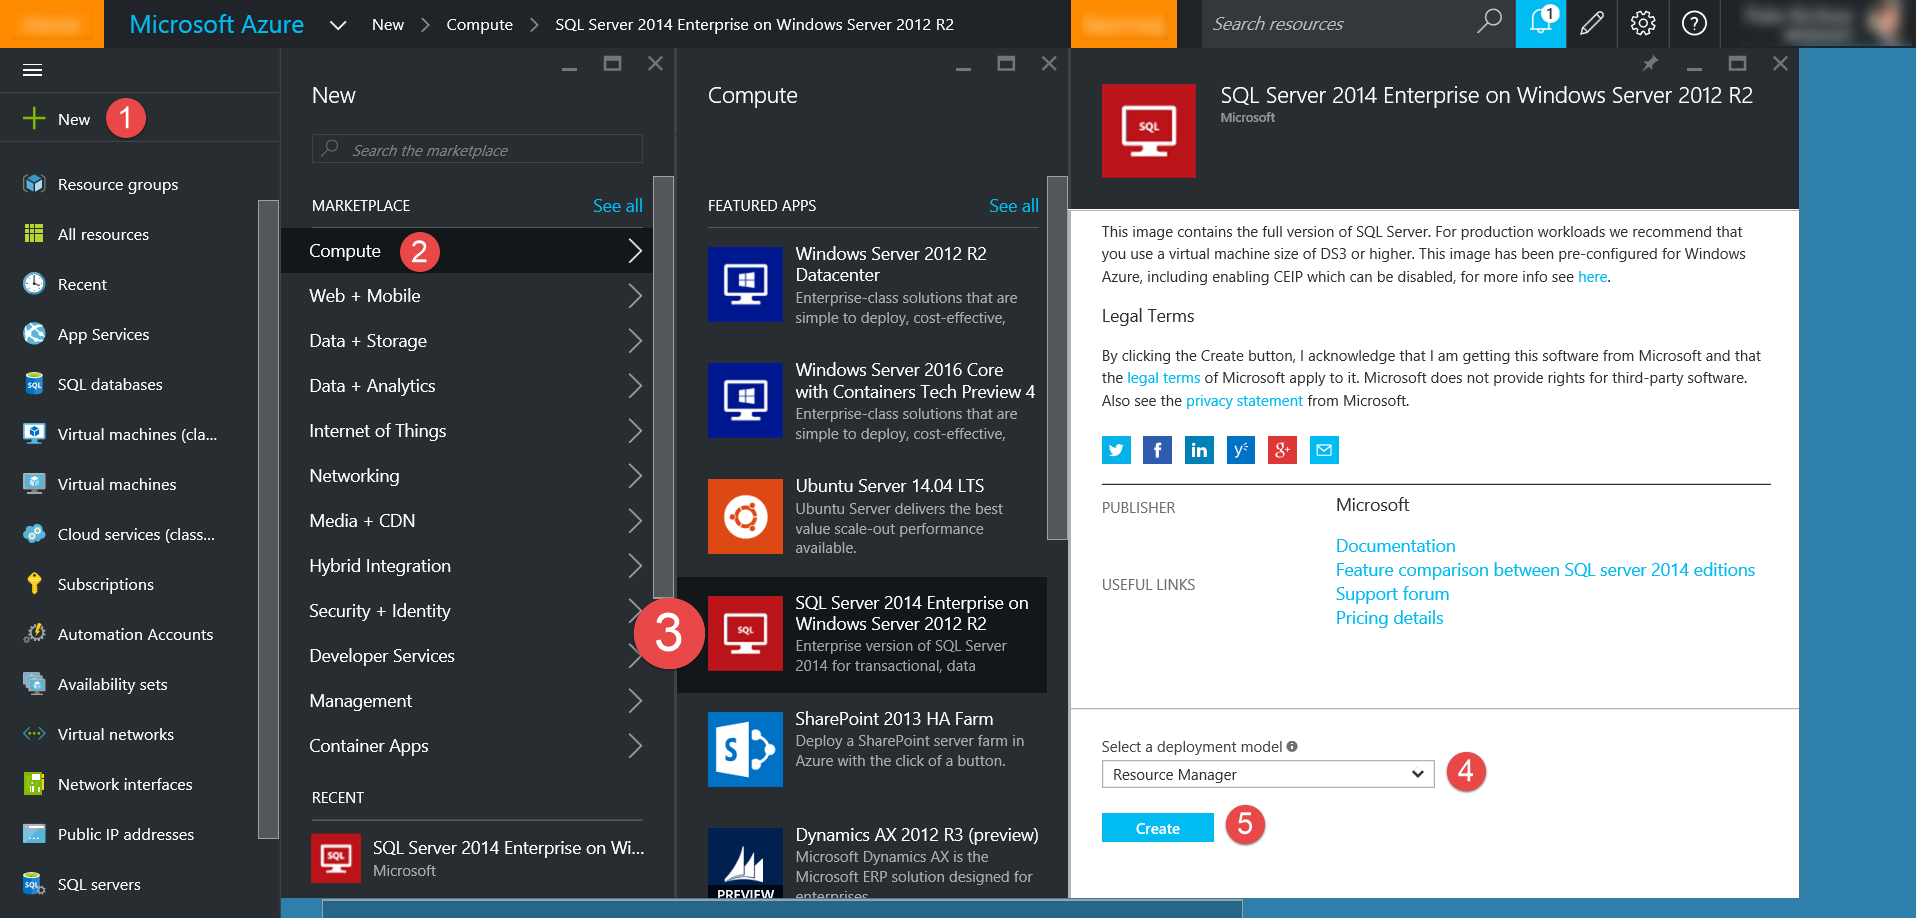 Microsoft Azure
New
Compute
SQL Server 2014 Enterprise on Windows Server 2012 R2
Search resources
1
New
1
Resource groups
All resources
Recent
App Services
SQL databases
SQL
Virtual machines (cla...
Virtual machines
Cloud services (class...
Subscriptions
Automation Accounts
Availability sets
Virtual networks
Network interfaces
Public IP addresses
SQL servers
SQL
New
Search the marketplace
MARKETPLACE
See all
Compute
2
Web + Mobile
Data + Storage
Data + Analytics
Internet of Things
Networking
Media + CDN
Hybrid Integration
Security + Identity
Developer Services
Management
Container Apps
RECENT
SQL
SQL Server 2014 Enterprise on Wi...
Microsoft
Compute
FEATURED APPS
See all
Windows Server 2012 R2
Datacenter
Enterprise-class solutions that are
simple to deploy, cost-effective,
Windows Server 2016 Core
with Containers Tech Preview 4
Enterprise-class solutions that are
simple to deploy, cost-effective,
Ubuntu Server 14.04 LTS
Ubuntu Server delivers the best
value scale-out performance
available.
3
SQL
SQL Server 2014 Enterprise on
Windows Server 2012 R2
Enterprise version of SQL Server
2014 for transactional, data
S
SharePoint 2013 HA Farm
Deploy a SharePoint server farm in
Azure with the click of a button.
PREVIEW
Dynamics AX 2012 R3 (preview)
Microsoft Dynamics AX is the
Microsoft ERP solution designed for
enterprises
SQL
SQL Server 2014 Enterprise on Windows Server 2012 R2
Microsoft
This image contains the full version of SQL Server. For production workloads we recommend that
you use a virtual machine size of DS3 or higher. This image has been pre-configured for Windows
Azure, including enabling CEIP which can be disabled, for more info see here.
Legal Terms
By clicking the Create button, I acknowledge that I am getting this software from Microsoft and that
the legal terms of Microsoft apply to it. Microsoft does not provide rights for third-party software.
Also see the privacy statement from Microsoft.
PUBLISHER
Microsoft
USEFUL LINKS
Documentation
Feature comparison between SQL server 2014 editions
Support forum
Pricing details
Select a deployment model
Resource Manager
4
Create
5